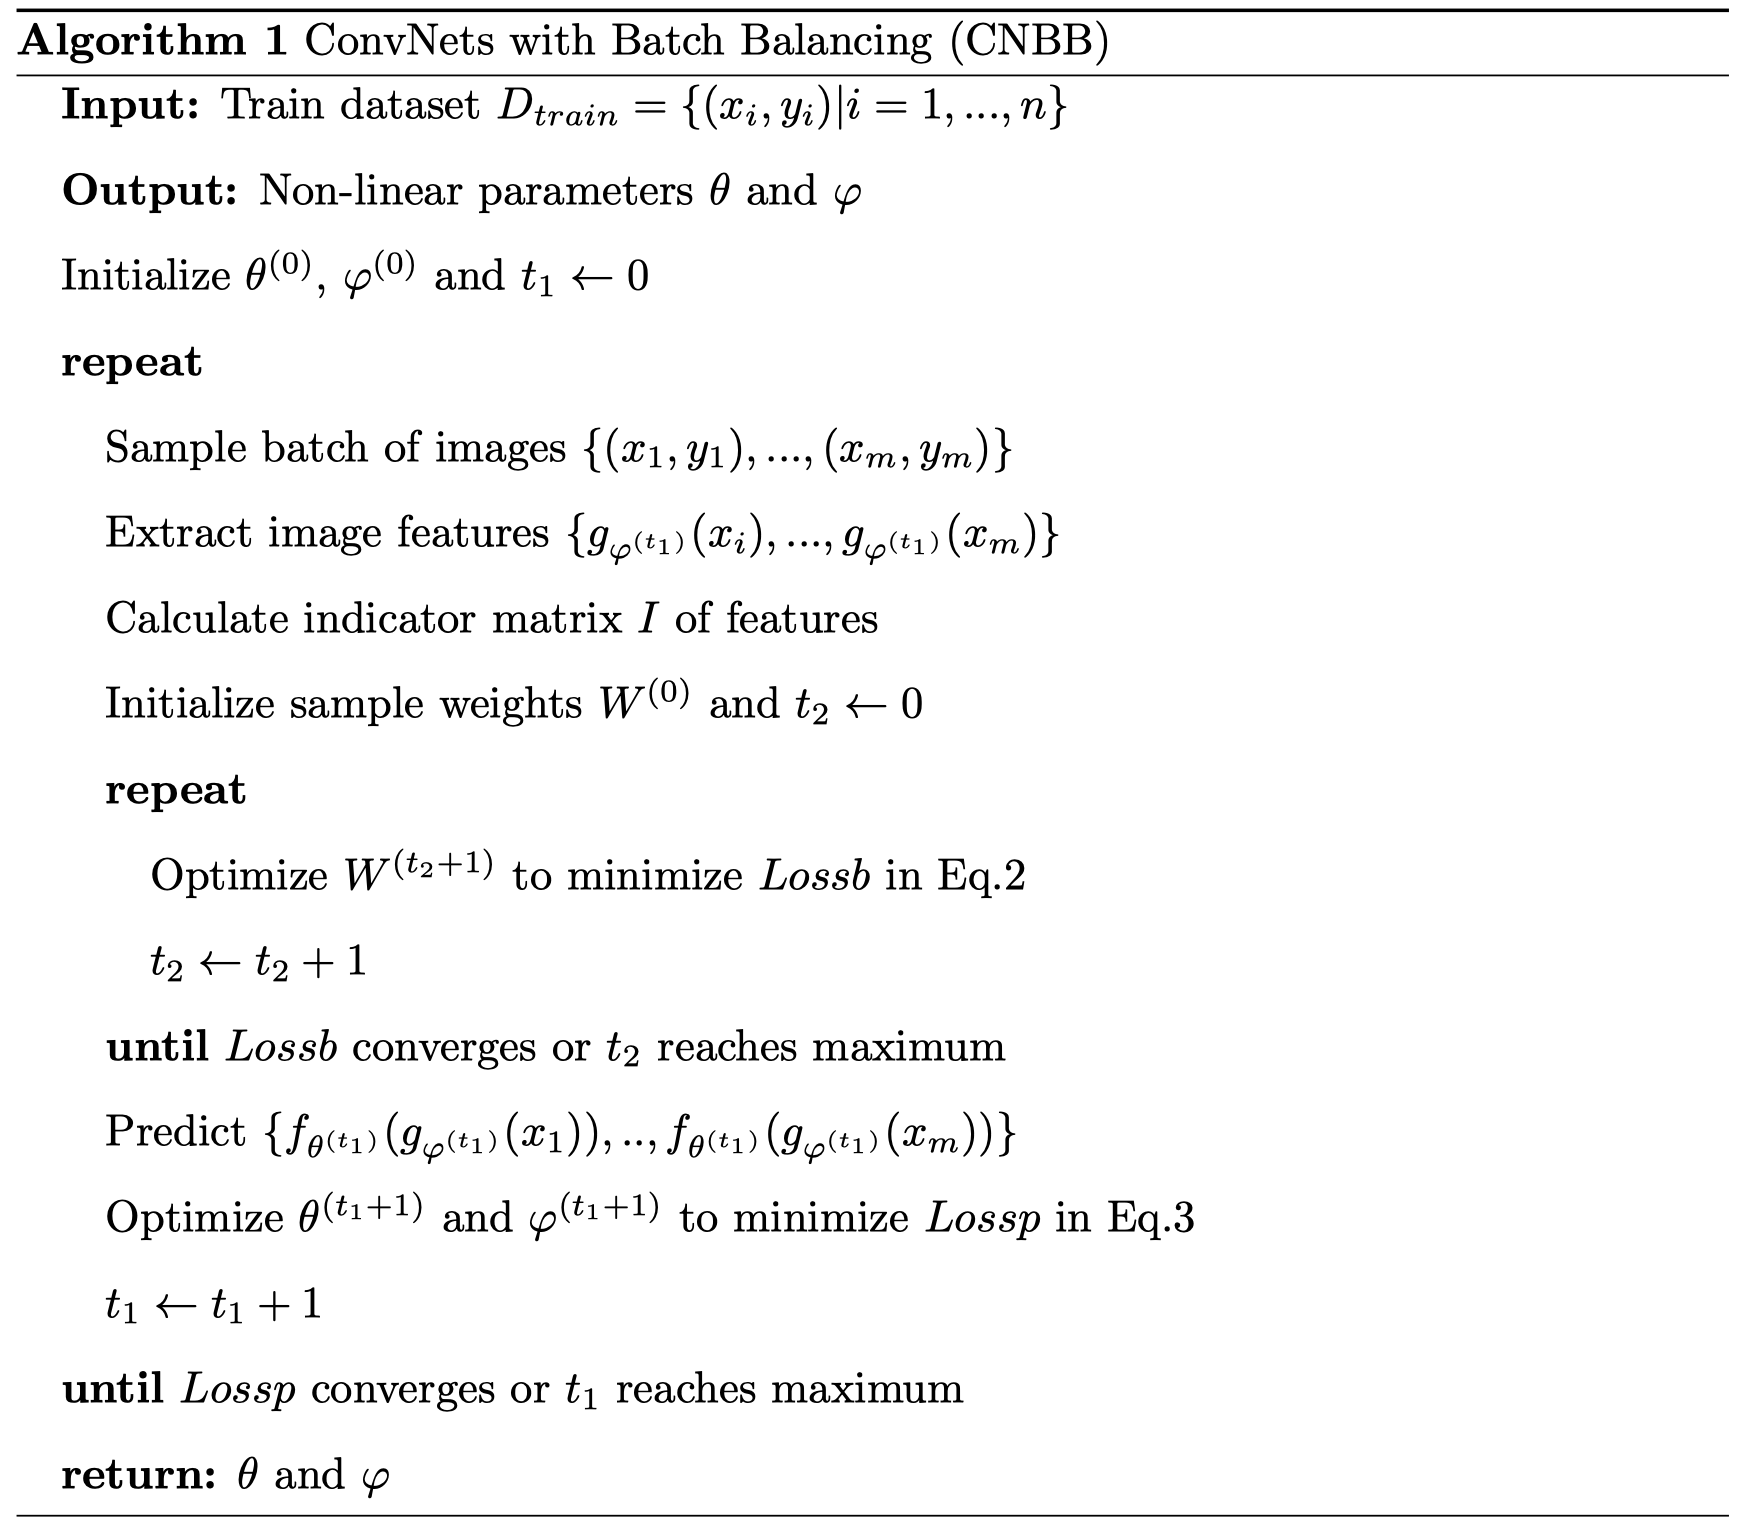 Algorithm 1 ConvNets with Batch Balancing (CNBB)
Input: Train dataset $D_{train} = \{(x_i, y_i)|i = 1, ..., n\}$
Output: Non-linear parameters $\theta$ and $\varphi$
Initialize $\theta^{(0)}$, $\varphi^{(0)}$ and $t_1 \leftarrow 0$
repeat
Sample batch of images $\{(x_1, y_1), ..., (x_m, y_m)\}$
Extract image features $\{g_{\varphi^{(t_1)}}(x_i), ..., g_{\varphi^{(t_1)}}(x_m)\}$
Calculate indicator matrix $I$ of features
Initialize sample weights $W^{(0)}$ and $t_2 \leftarrow 0$
repeat
Optimize $W^{(t_2+1)}$ to minimize $Lossb$ in Eq.2
$t_2 \leftarrow t_2 + 1$
until $Lossb$ converges or $t_2$ reaches maximum
Predict $\{f_{\theta^{(t_1)}}(g_{\varphi^{(t_1)}}(x_1)), .., f_{\theta^{(t_1)}}(g_{\varphi^{(t_1)}}(x_m))\}$
Optimize $\theta^{(t_1+1)}$ and $\varphi^{(t_1+1)}$ to minimize $Lossp$ in Eq.3
$t_1 \leftarrow t_1 + 1$
until $Lossp$ converges or $t_1$ reaches maximum
return: $\theta$ and $\varphi$